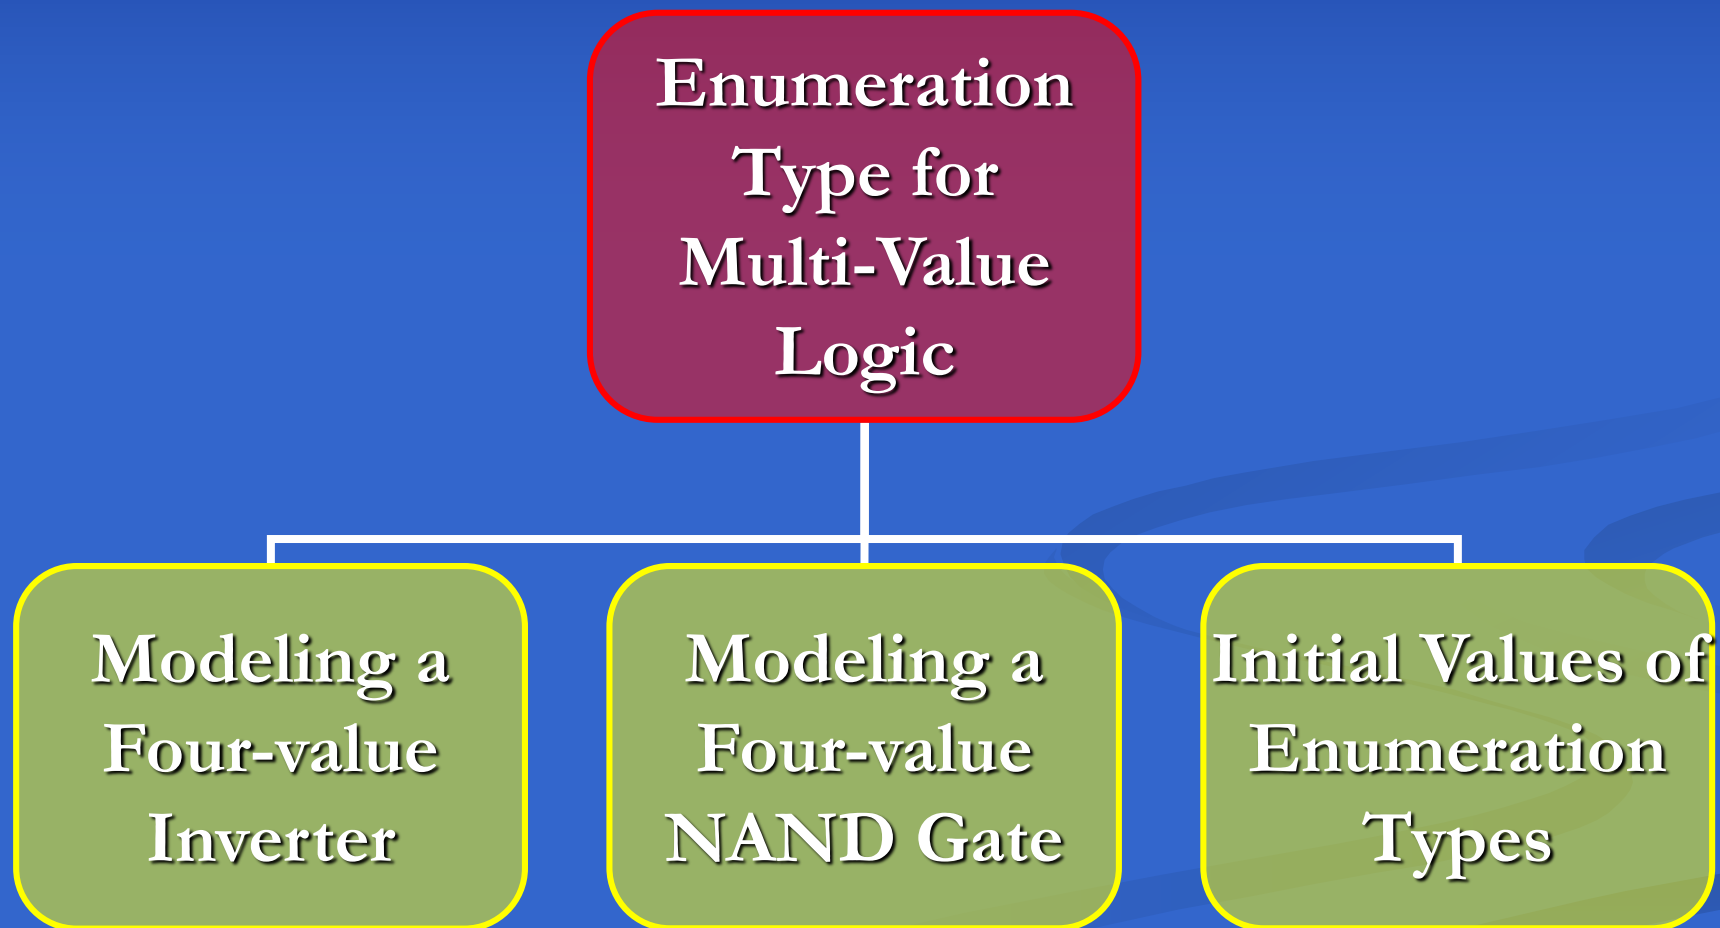 Enumeration
Type for
Multi-Value
Logic
Modeling a
Four-value
Inverter
Modeling a
Four-value
NAND Gate
Initial Values of
Enumeration
Types